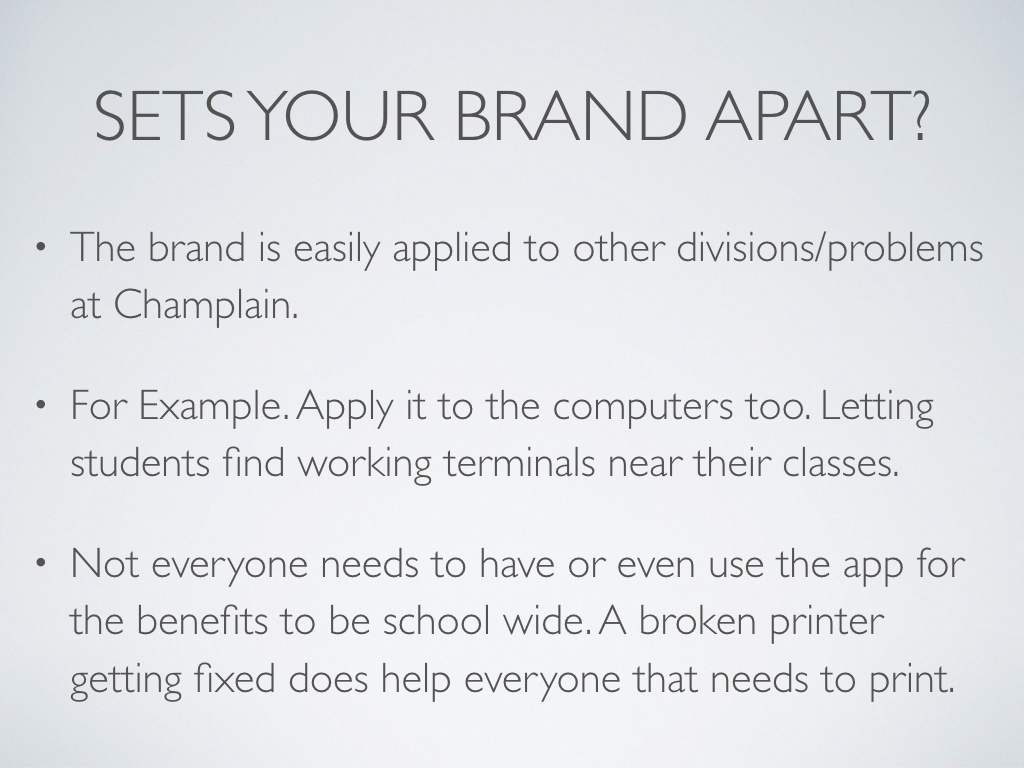 SETS YOUR BRAND APART?
• The brand is easily applied to other divisions/problems
at Champlain.
• For Example. Apply it to the computers too. Letting
students find working terminals near their classes.
• Not everyone needs to have or even use the app for
the benefits to be school wide. A broken printer
getting fixed does help everyone that needs to print.